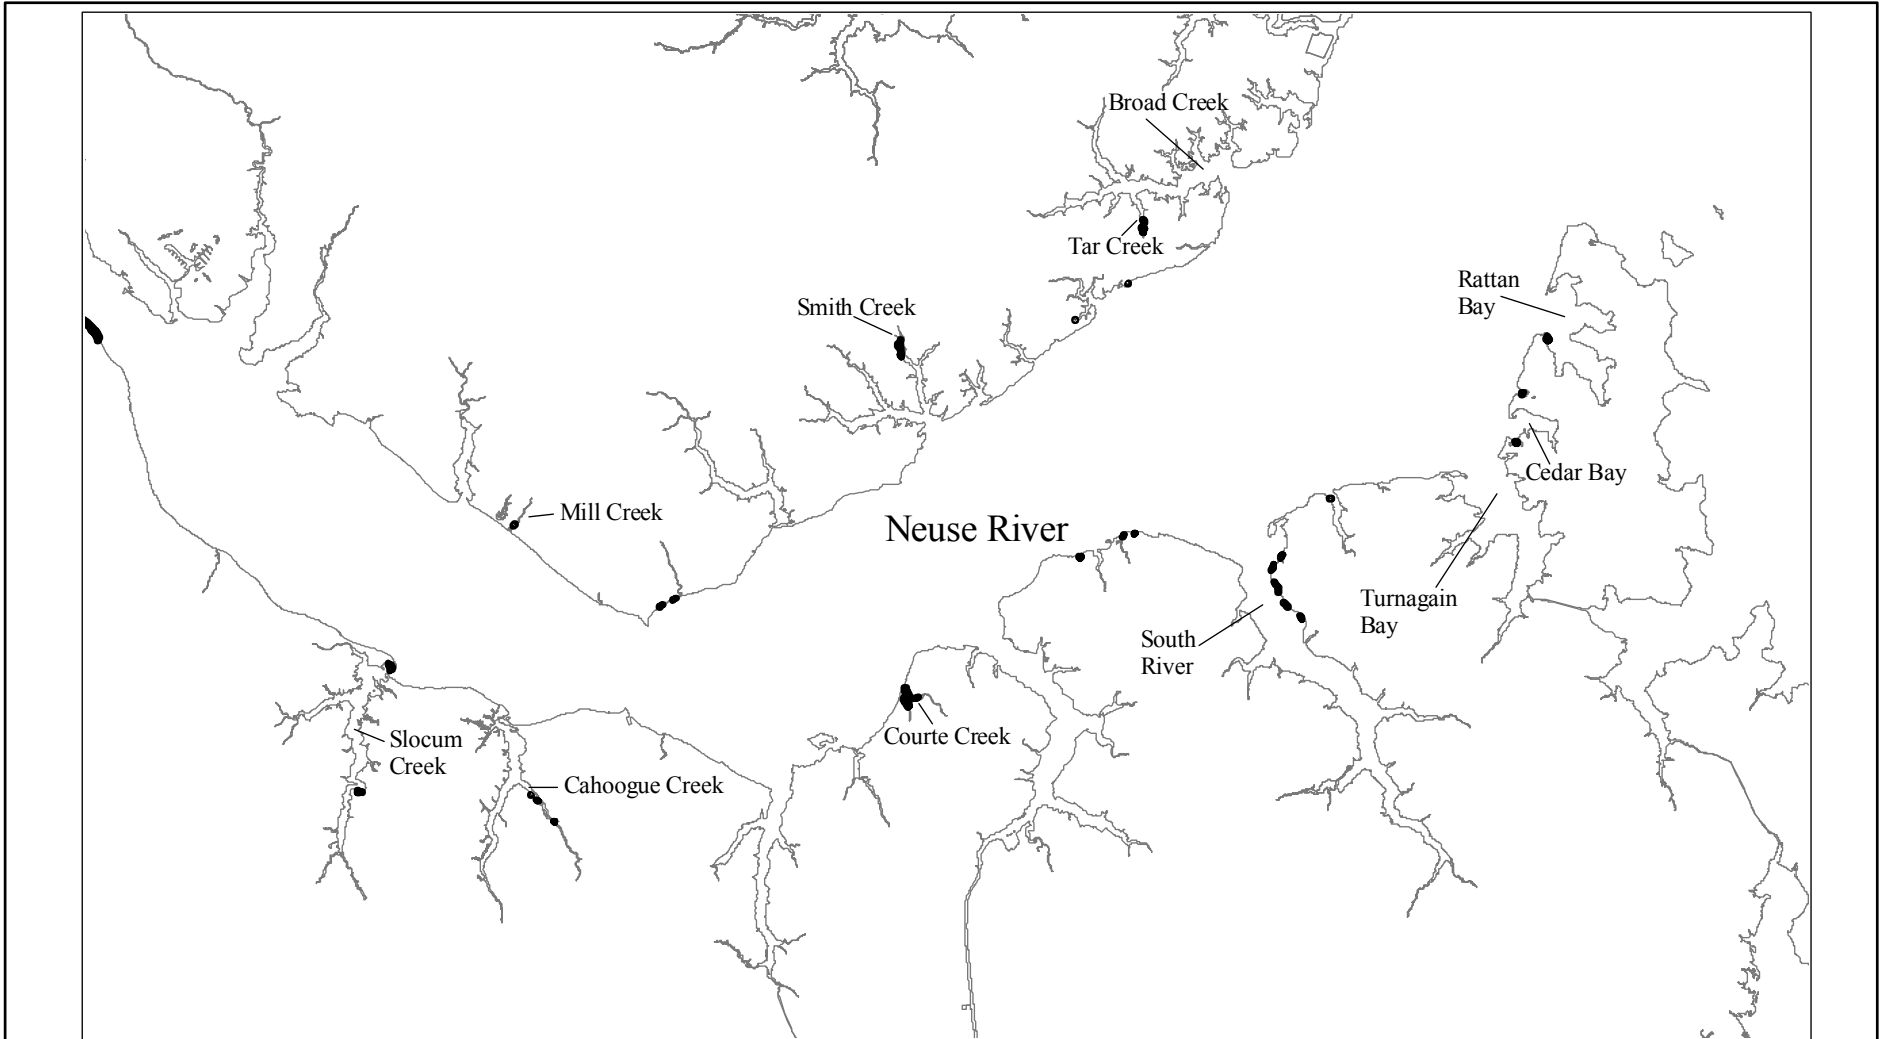 Broad Creek
Tar Creek
Rattan
Bay
Smith Creek
Cedar Bay
Mill Creek
Neuse River
Turnagain
Bay
South
River
Slocum
Creek
Courte Creek
Cahoogue Creek